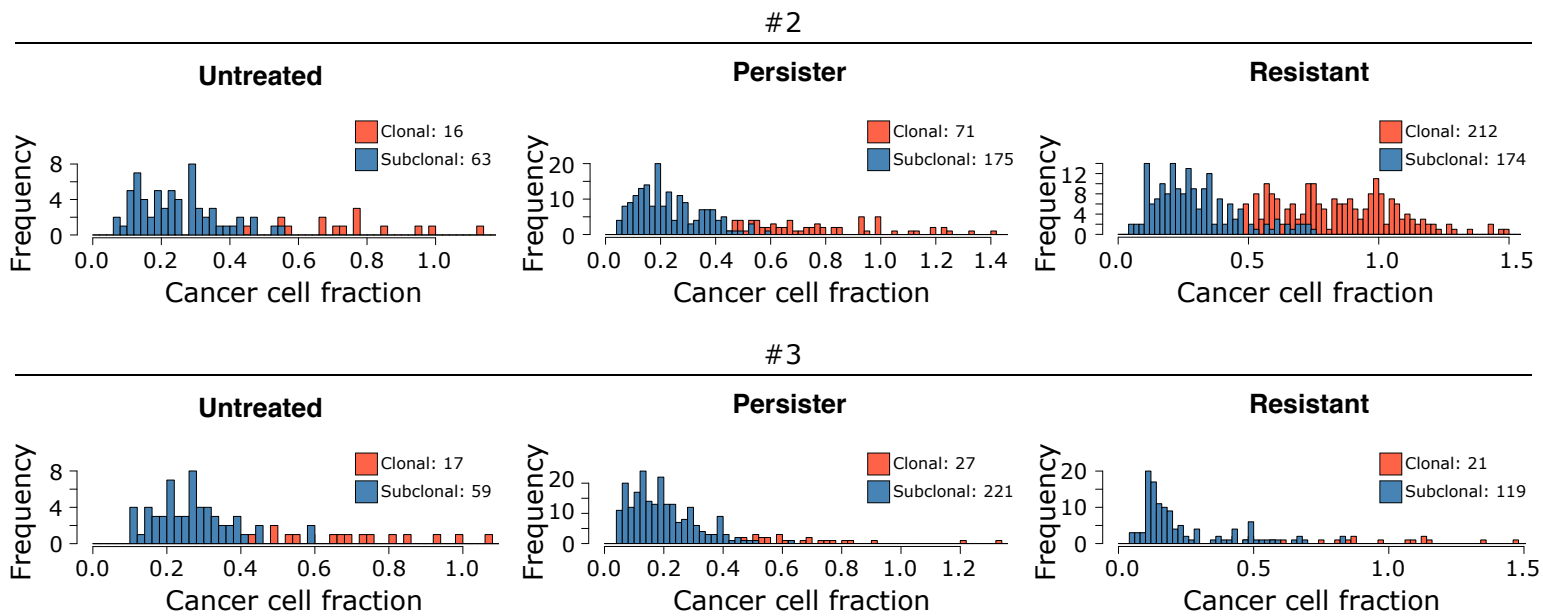 #2
Untreated
Persister
Resistant
Clonal: 16
Subclonal: 63
Clonal: 71
Subclonal: 175
Clonal: 212
Subclonal: 174
Frequency
8
4
0
0.0 0.2 0.4 0.6 0.8 1.0
Cancer cell fraction
Frequency
20
10
0
0.0 0.2 0.4 0.6 0.8 1.0 1.2 1.4
Cancer cell fraction
Frequency
12
8
4
0
0.0 0.5 1.0 1.5
Cancer cell fraction
#3
Untreated
Persister
Resistant
Clonal: 17
Subclonal: 59
Clonal: 27
Subclonal: 221
Clonal: 21
Subclonal: 119
Frequency
8
4
0
0.0 0.2 0.4 0.6 0.8 1.0
Cancer cell fraction
Frequency
20
10
0
0.0 0.2 0.4 0.6 0.8 1.0 1.2
Cancer cell fraction
Frequency
20
10
0
0.0 0.5 1.0 1.5
Cancer cell fraction